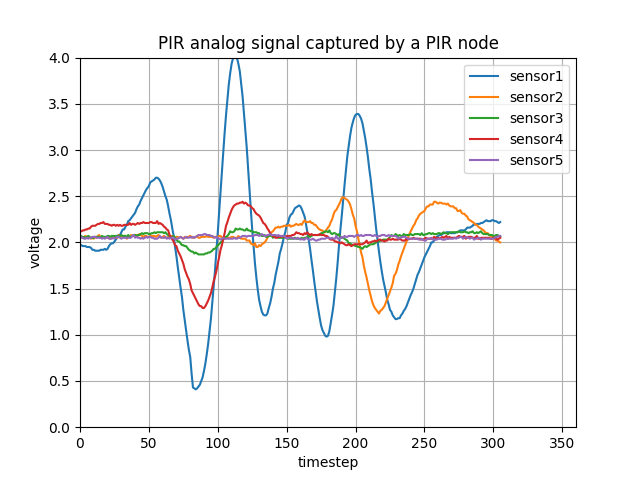 PIR analog signal captured by a PIR node
4.0
3.5
3.0
2.5
2.0
1.5
1.0
0.5
0.0
voltage
sensor1
sensor2
sensor3
sensor4
sensor5
0 50 100 150 200 250 300 350
timestep